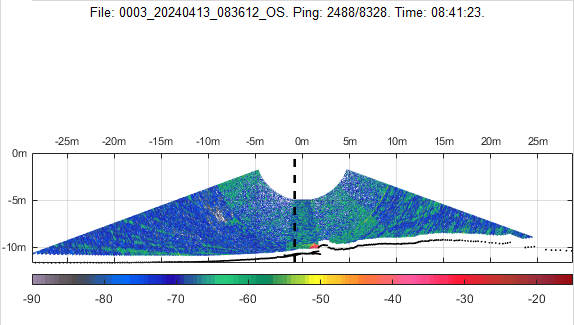 File: 0003_20240413_083612_OS. Ping: 2488/8328. Time: 08:41:23.
-25m -20m -15m -10m -5m 0m 5m 10m 15m 20m 25m
0m
-5m
-10m
-90 -80 -70 -60 -50 -40 -30 -20